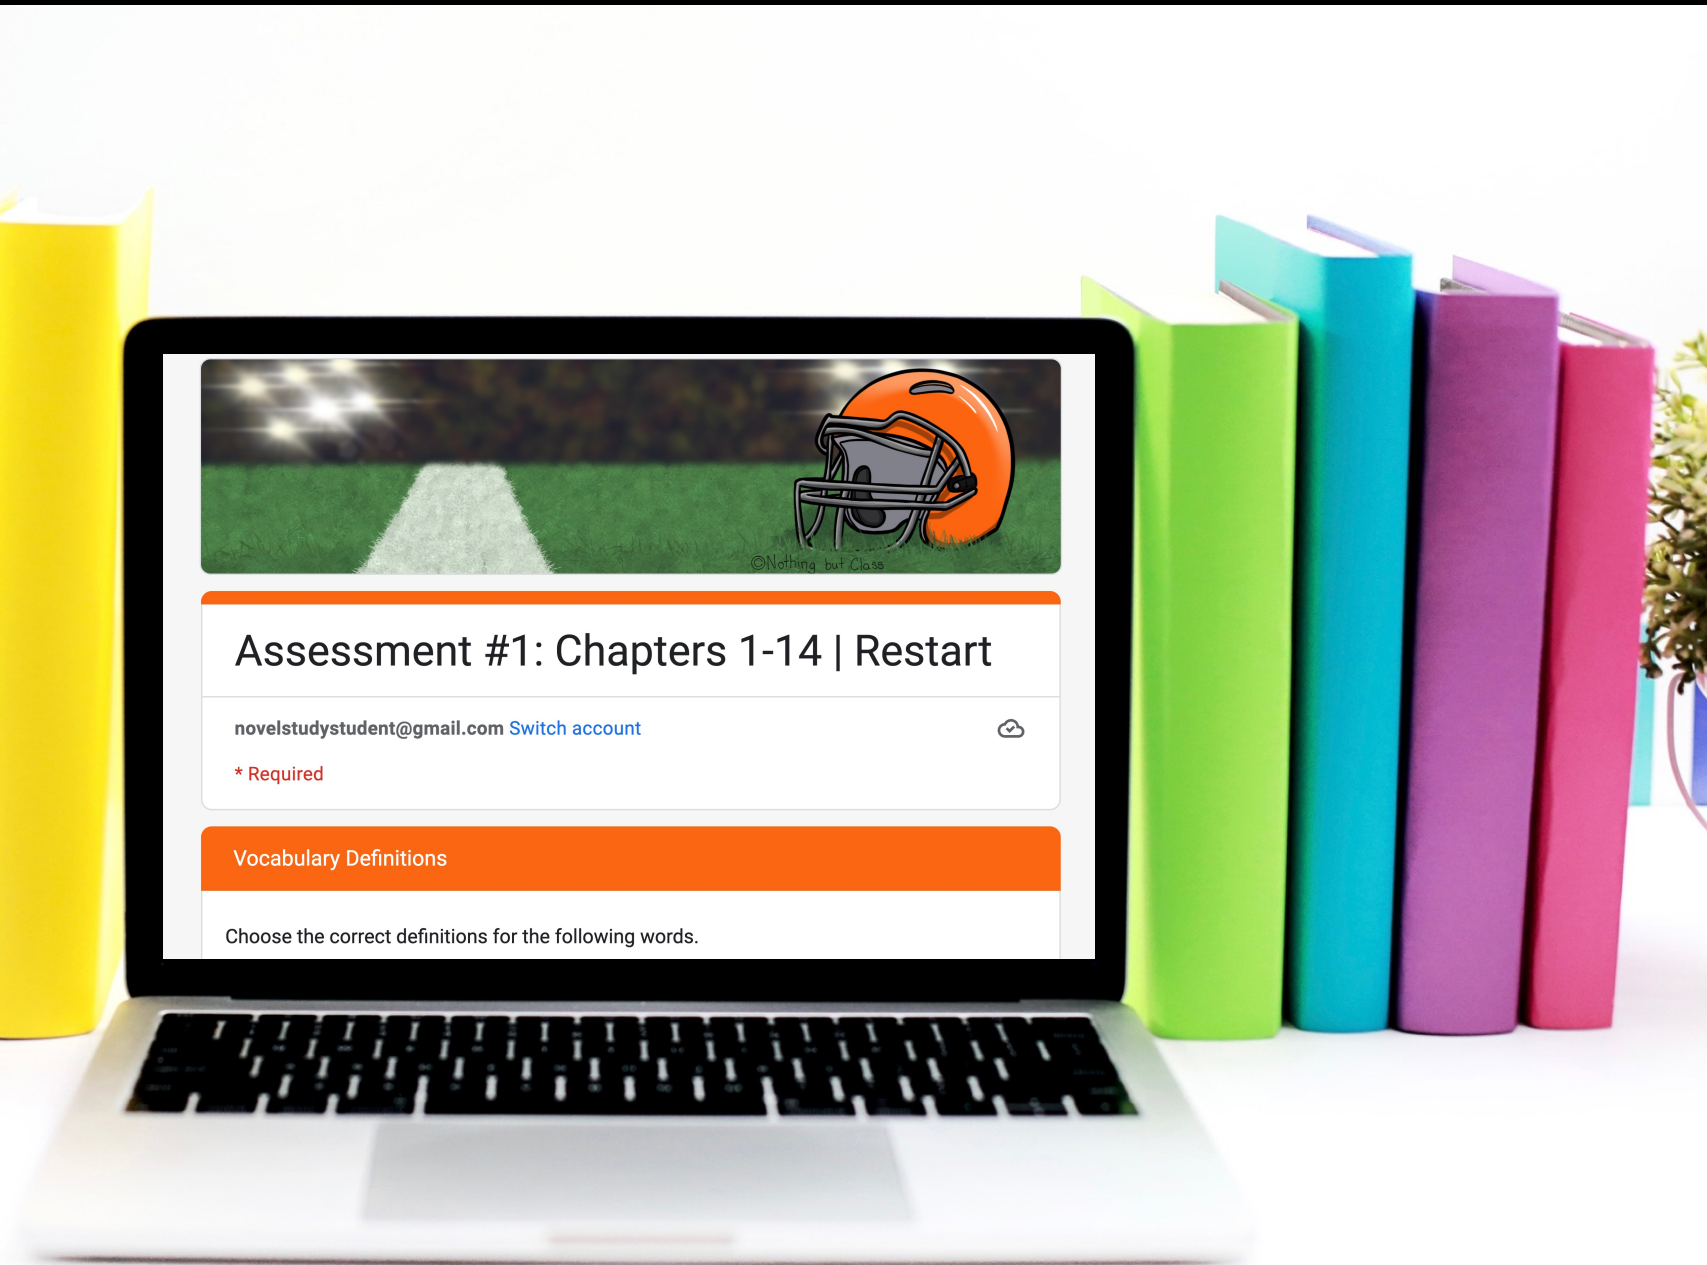 ©Nothing but Class
Assessment #1: Chapters 1-14 | Restart
novelstudystudent@gmail.com Switch account
* Required
Vocabulary Definitions
Choose the correct definitions for the following words.